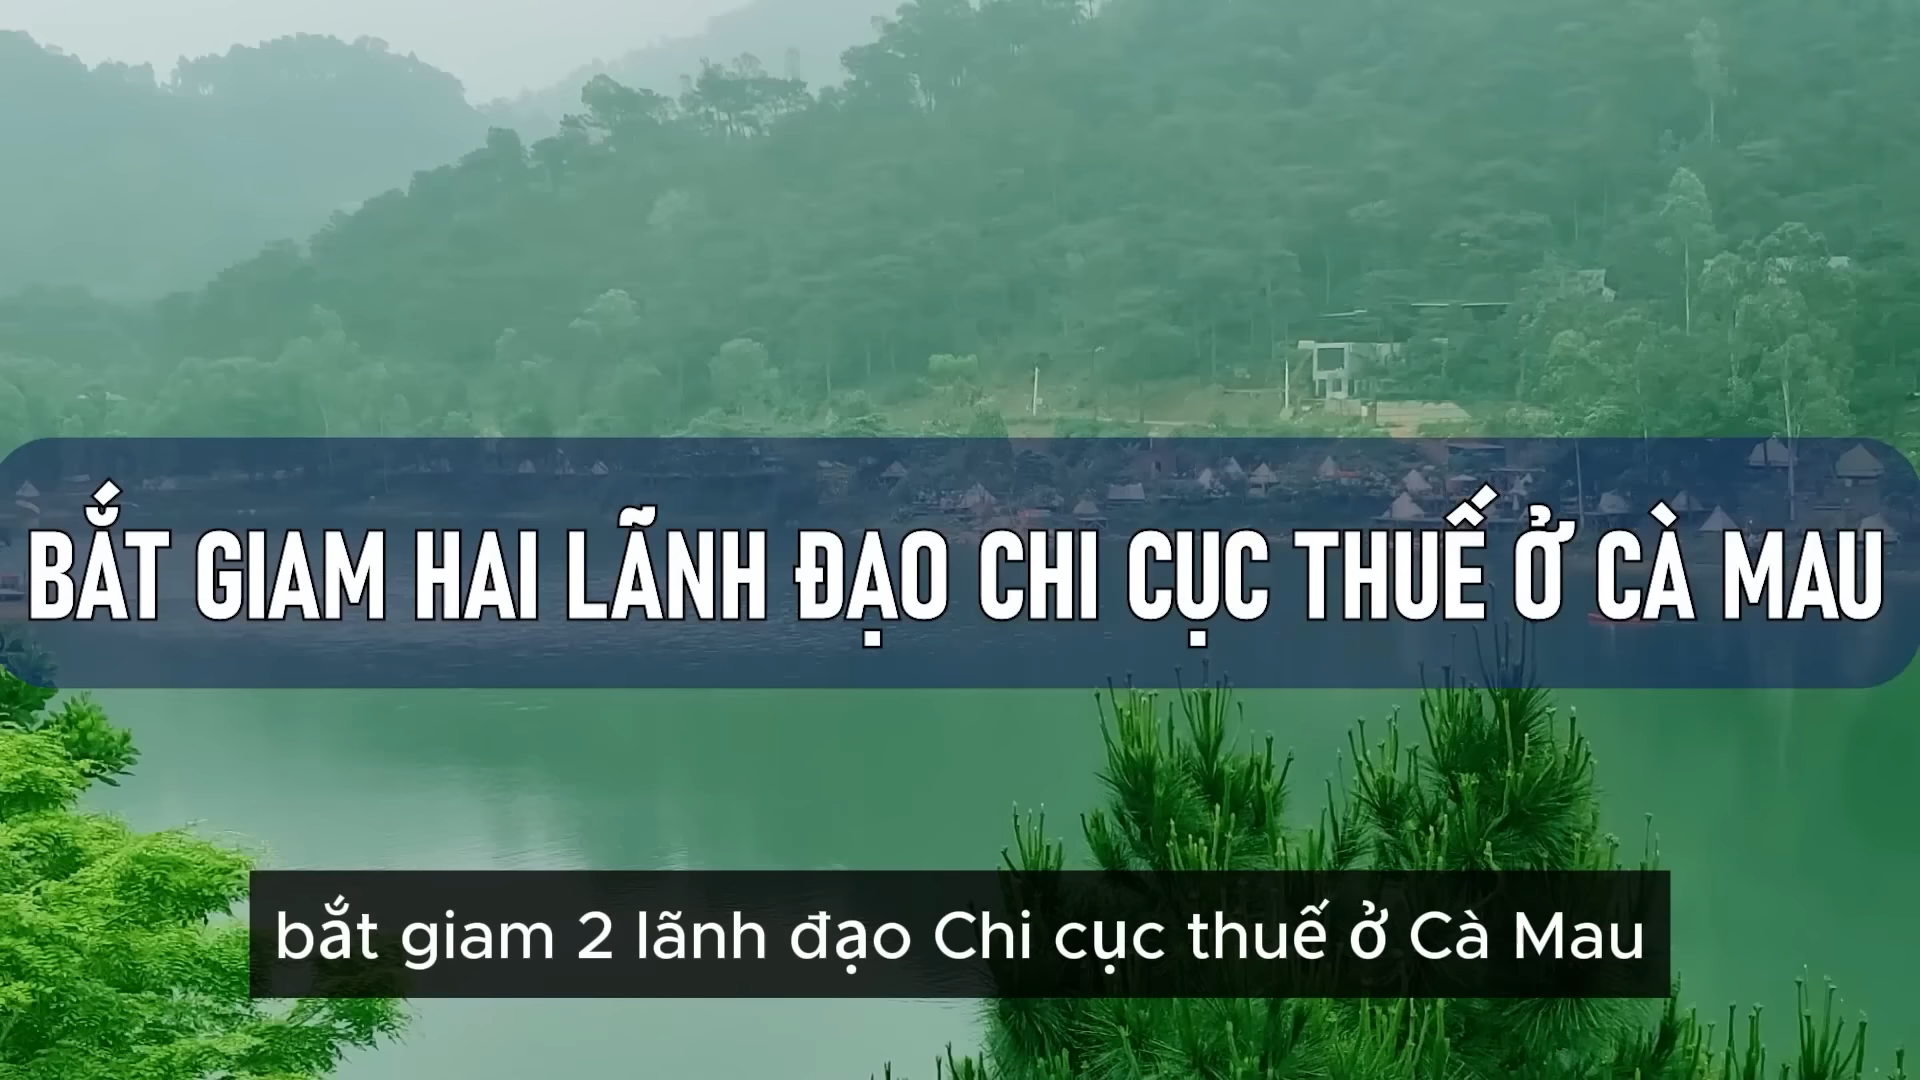 BẮT GIAM HAI LÃNH ĐẠO CHI CỤC THUẾ Ở CÀ MAU
bắt giam 2 lãnh đạo Chi cục thuế ở Cà Mau